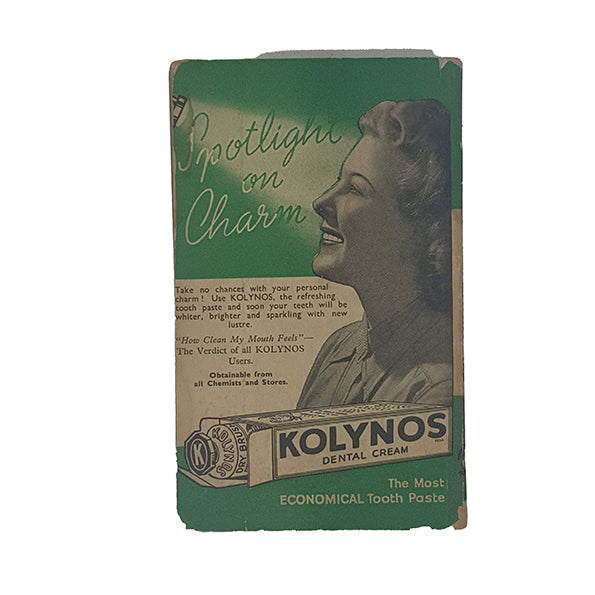 Spotlight
on
Charm
Take no chances with your personal
charm! Use KOLYNOS, the refreshing
tooth paste and soon your teeth will be
whiter, brighter and sparkling with new
lustre.
"How Clean My Mouth Feels"—
The Verdict of all KOLYNOS
Users.
Obtainable from
all Chemists and Stores.
K
DRY BRUSH
KOLYNOS
DENTAL CREAM
The Most
ECONOMICAL Tooth Paste